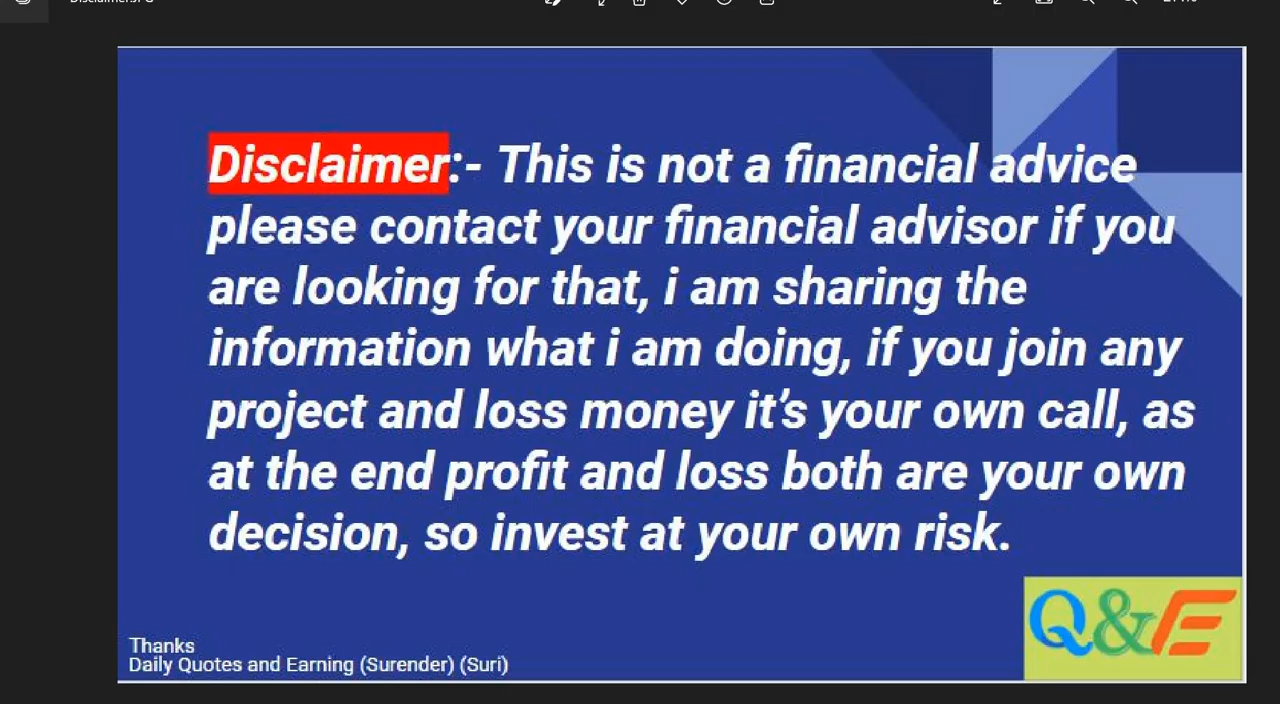 Disclaimer:- This is not a financial advice
please contact your financial advisor if you
are looking for that, i am sharing the
information what i am doing, if you join any
project and loss money it’s your own call, as
at the end profit and loss both are your own
decision, so invest at your own risk.
Q&E
Thanks
Daily Quotes and Earning (Surender) (Suri)